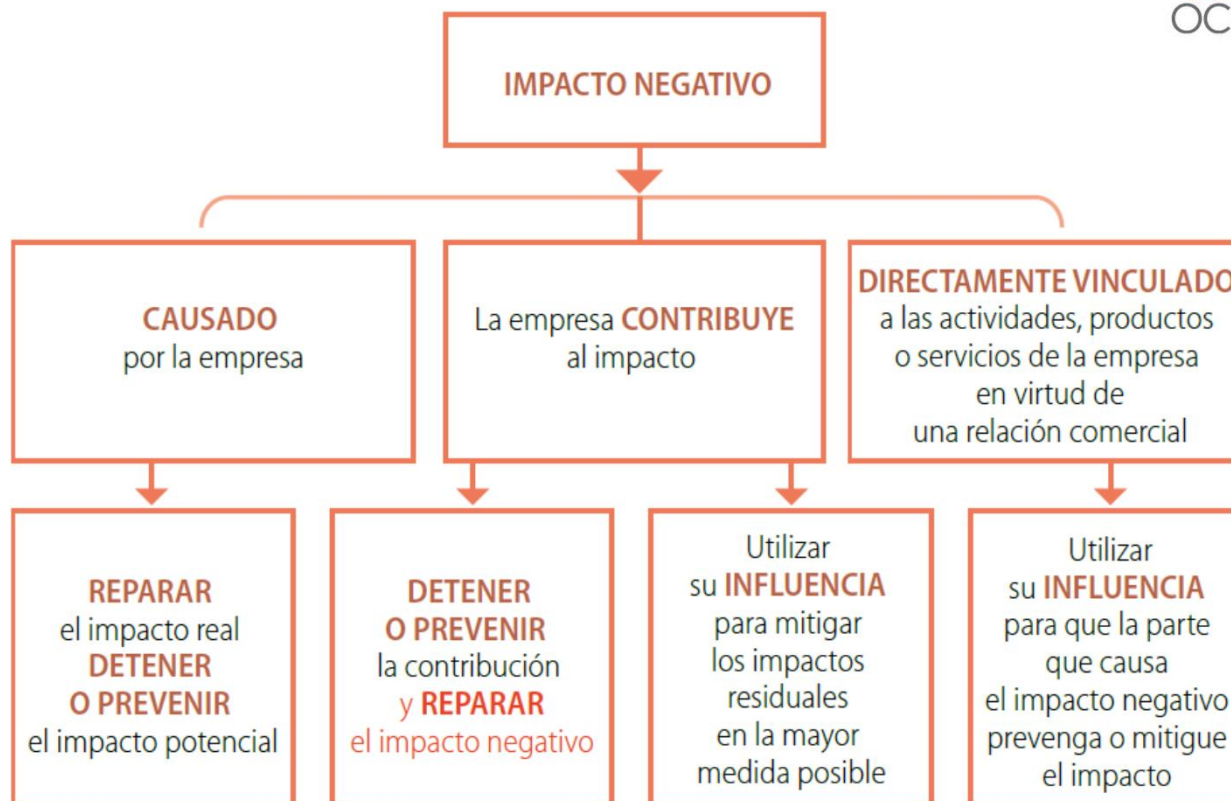 OC
IMPACTO NEGATIVO
CAUSADO
por la empresa
La empresa CONTRIBUYE
al impacto
DIRECTAMENTE VINCULADO
a las actividades, productos
o servicios de la empresa
en virtud de
una relación comercial
REPARAR
el impacto real
DETENER
O PREVENIR
el impacto potencial
DETENER
O PREVENIR
la contribución
y REPARAR
el impacto negativo
Utilizar
su INFLUENCIA
para mitigar
los impactos
residuales
en la mayor
medida posible
Utilizar
su INFLUENCIA
para que la parte
que causa
el impacto negativo
prevenga o mitigue
el impacto